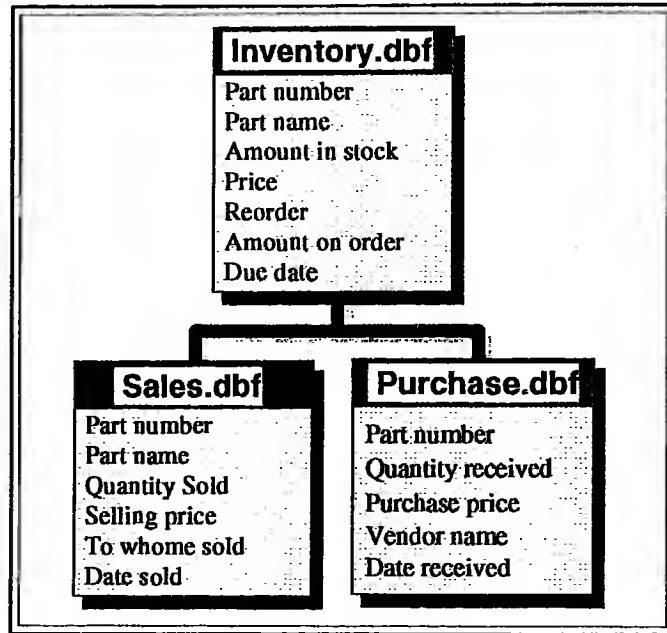 Inventory.dbf
Part number
Part name
Amount in stock
Price
Reorder
Amount on order
Due date
Sales.dbf
Part number
Part name
Quantity Sold
Selling price
To whome sold
Date sold
Purchase.dbf
Part number
Quantity received
Purchase price
Vendor name
Date received